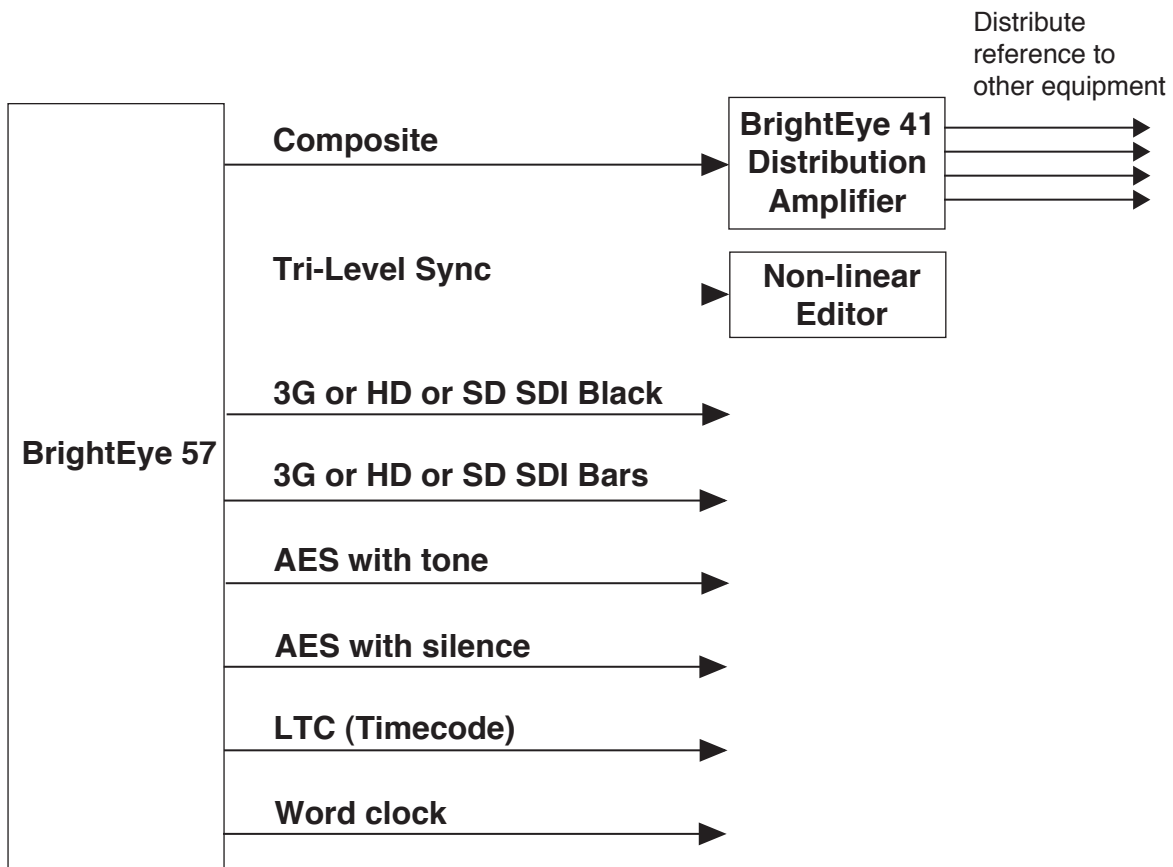 Distribute
reference to
other equipment
Composite
BrightEye 41
Distribution
Amplifier
Tri-Level Sync
Non-linear
Editor
3G or HD or SD SDI Black
BrightEye 57
3G or HD or SD SDI Bars
AES with tone
AES with silence
LTC (Timecode)
Word clock